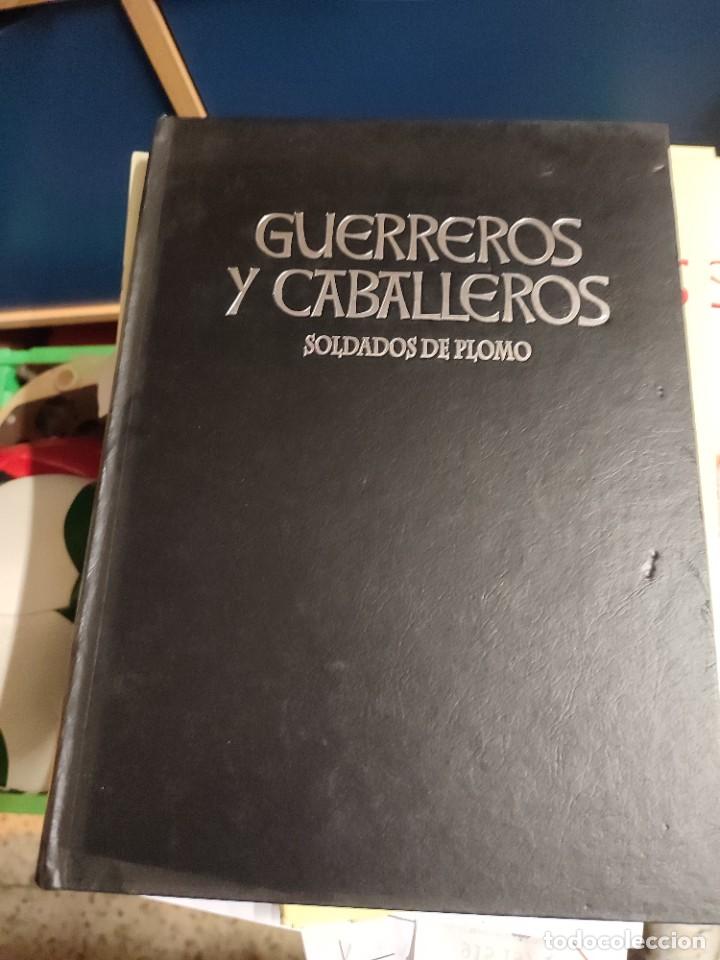 GUERREROS
Y CABALLEROS
SOLDADOS DE PLOMO
todocoleccion